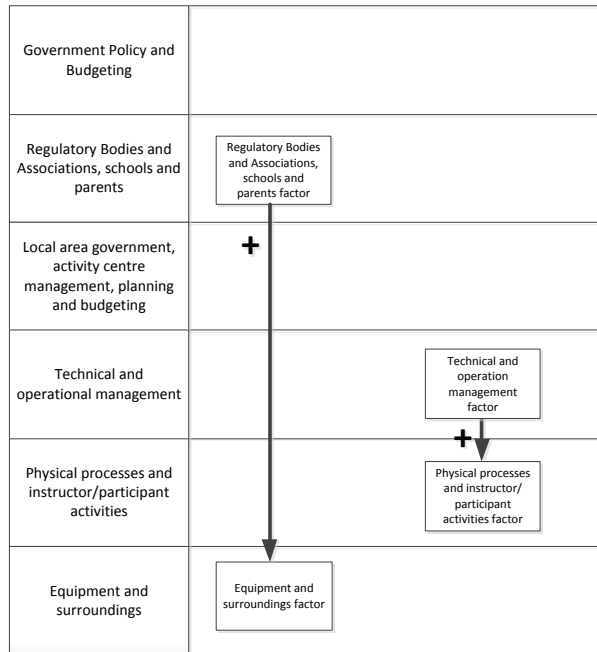 Government Policy and
Budgeting
Regulatory Bodies and
Associations, schools and
parents
Regulatory Bodies
and Associations,
schools and
parents factor
+
Local area government,
activity centre
management, planning
and budgeting
Technical and
operational management
Technical and
operation
management
factor
+
Physical processes and
instructor/participant
activities
Physical processes
and instructor/
participant
activities factor
Equipment and
surroundings
Equipment and
surroundings factor